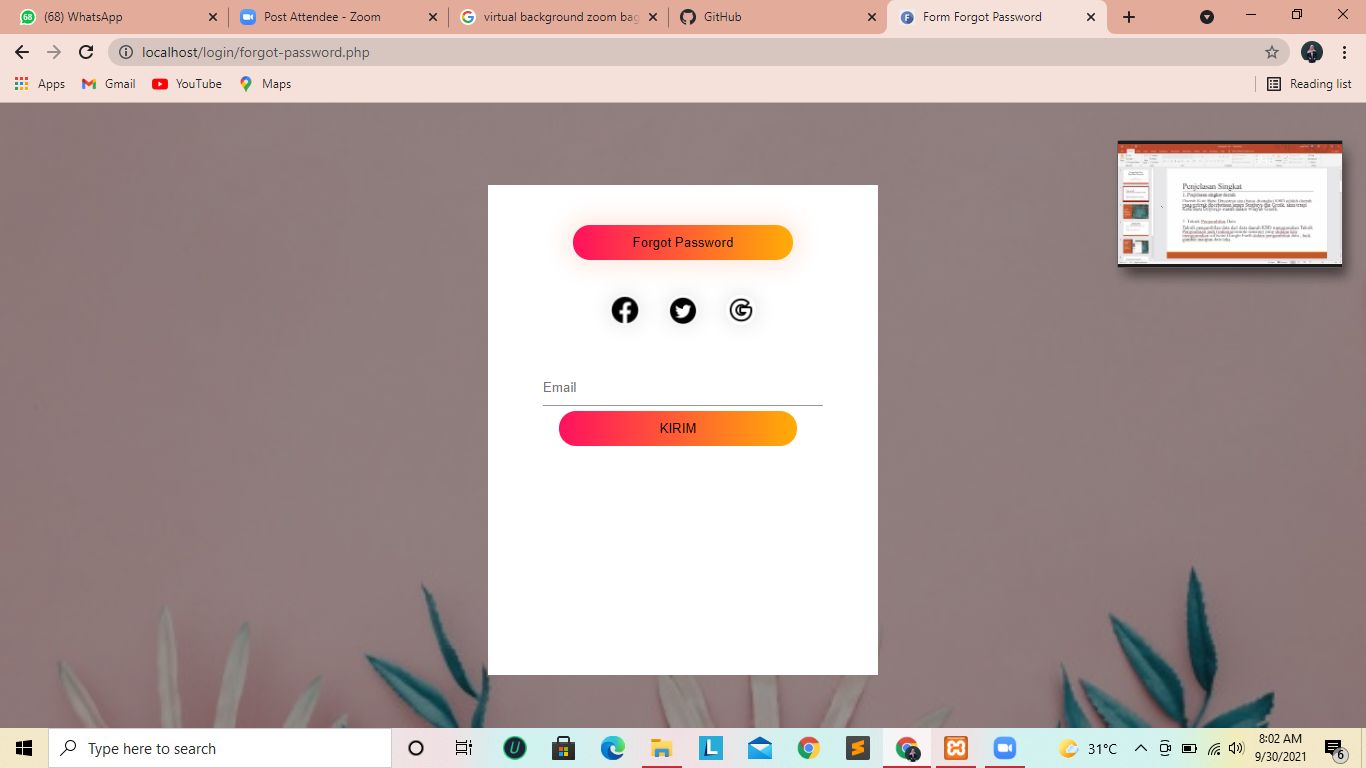 68
(68) WhatsApp
Post Attendee - Zoom
virtual background zoom bag
GitHub
F
Form Forgot Password
localhost/login/forgot-password.php
Apps
Gmail
YouTube
Maps
Reading list
Penjelasan Singkat
Forgot Password
Email
KIRIM
Type here to search
31°C
8:02 AM
9/30/2021
6